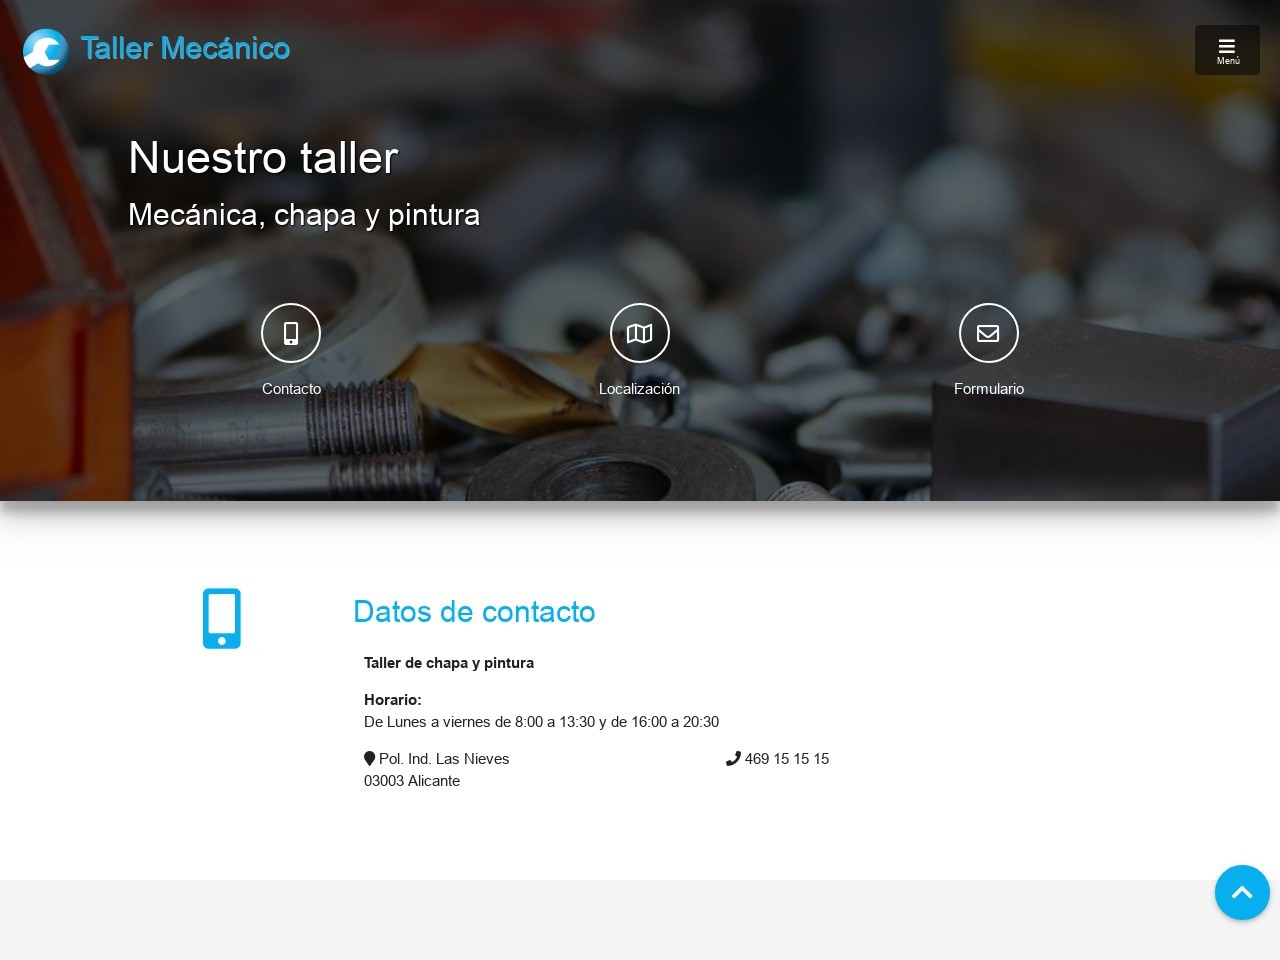 Taller Mecánico
Menú
Nuestro taller
Mecánica, chapa y pintura
Contacto
Localización
Formulario
Datos de contacto
Taller de chapa y pintura
Horario:
De Lunes a viernes de 8:00 a 13:30 y de 16:00 a 20:30
Pol. Ind. Las Nieves
03003 Alicante
469 15 15 15